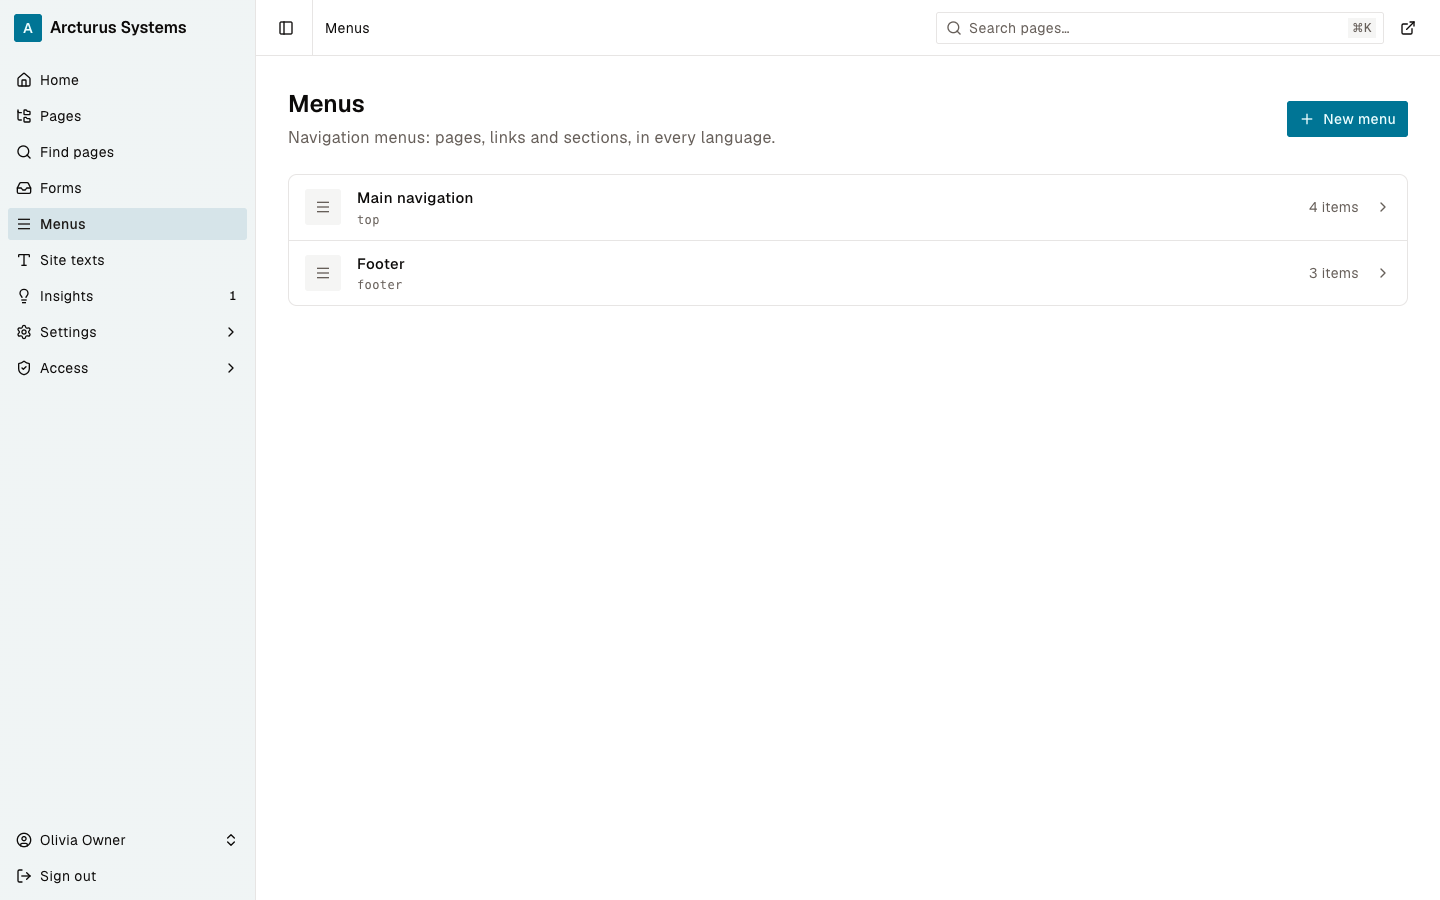 A Arcturus Systems
Home
Pages
Find pages
Forms
Menus
Site texts
Insights 1
Settings
Access
Olivia Owner
Sign out
Menus
Search pages… ⌘K
Menus
Navigation menus: pages, links and sections, in every language.
New menu
Main navigation
top
4 items
Footer
footer
3 items